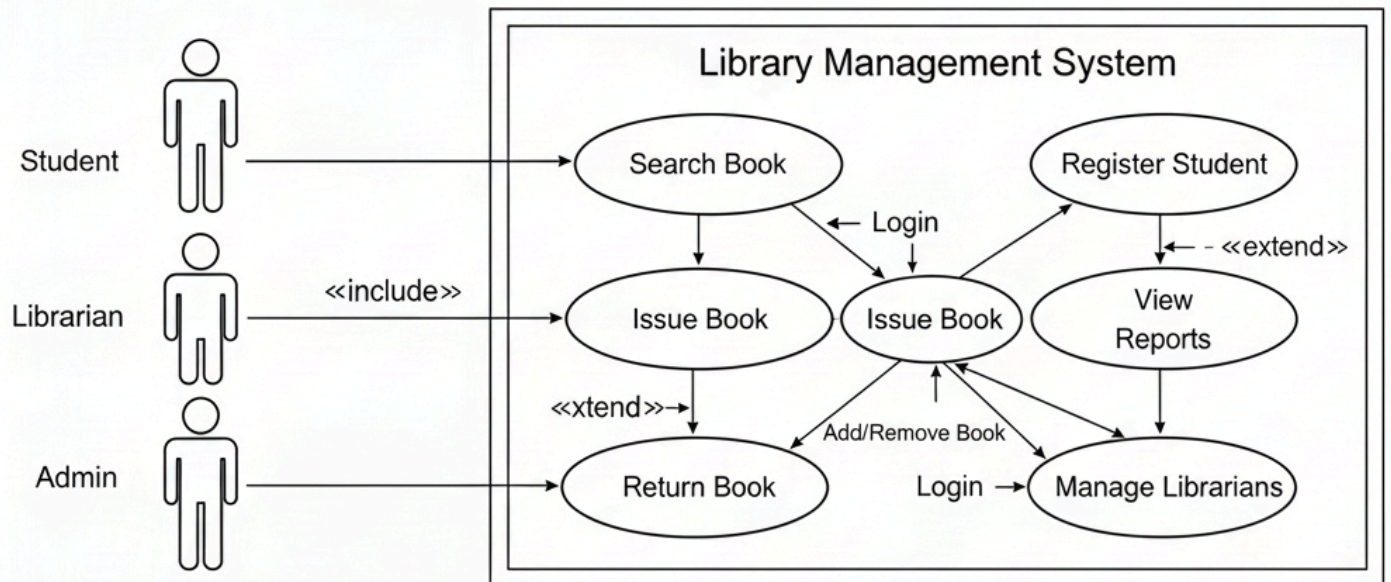 Library Management System
Student
Search Book
Register Student
Login
«extend»
Librarian
«include»
Issue Book
Issue Book
View
Reports
«xtend»
Add/Remove Book
Admin
Return Book
Login
Manage Librarians